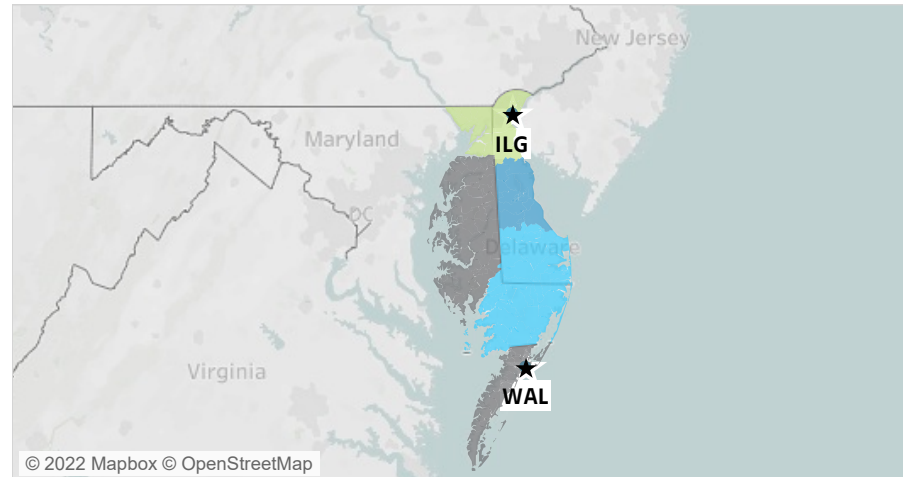 New Jersey
ILG
Maryland
DC
Delaware
Virginia
WAL
© 2022 Mapbox © OpenStreetMap